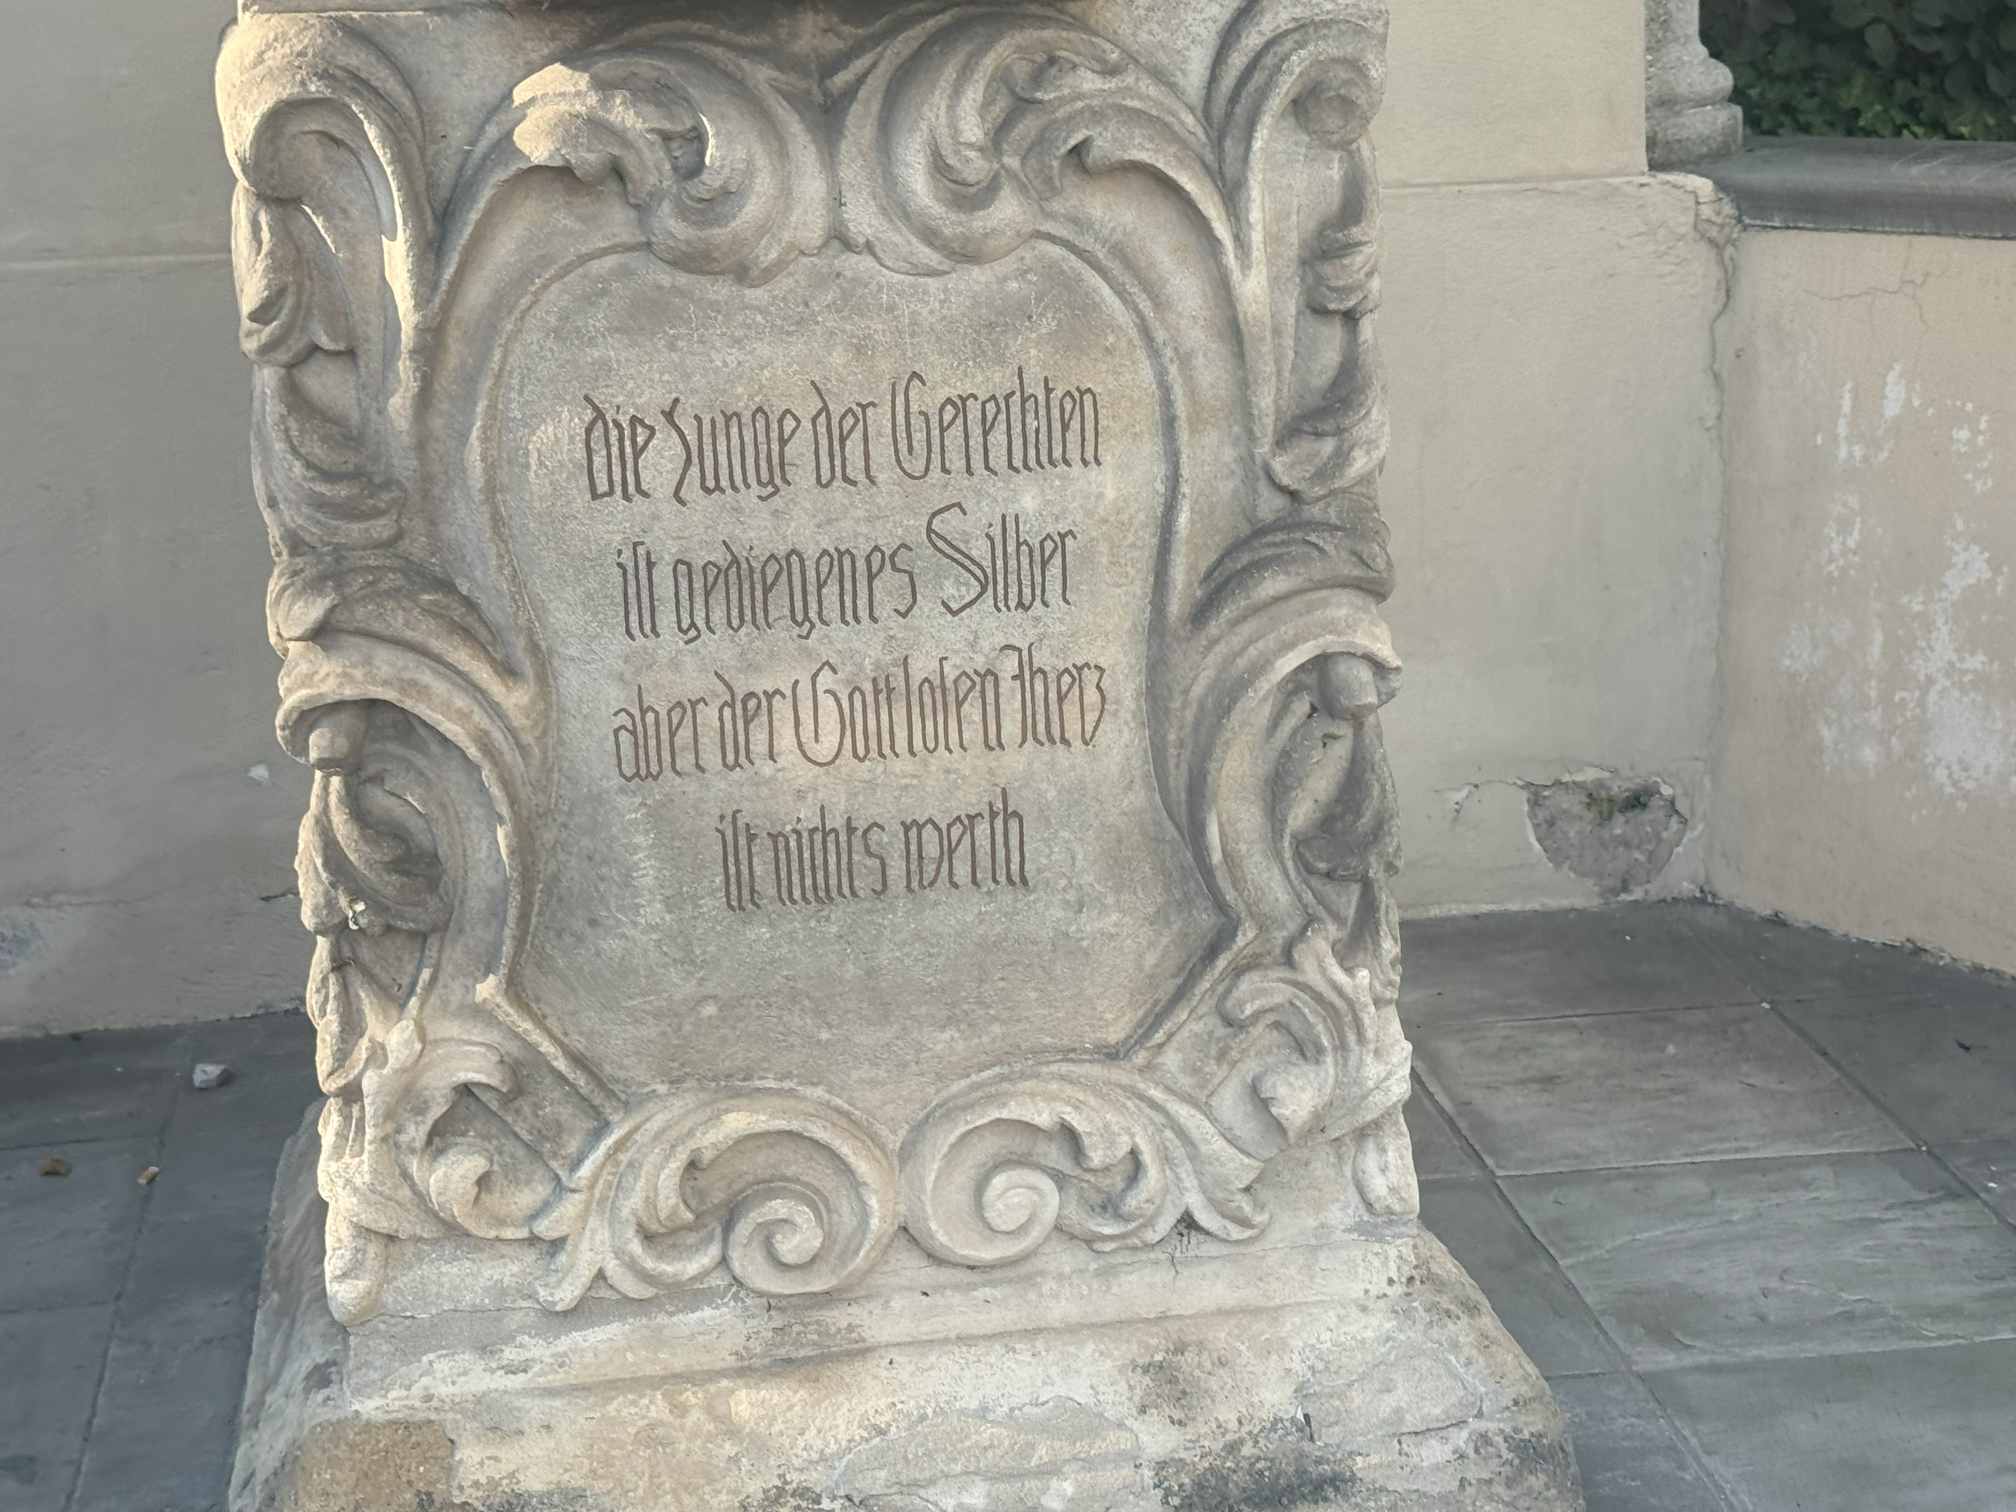 die Zunge der Gerechten
iſt gediegenes Silber
aber der Gottloſen Herz
iſt nichts werth